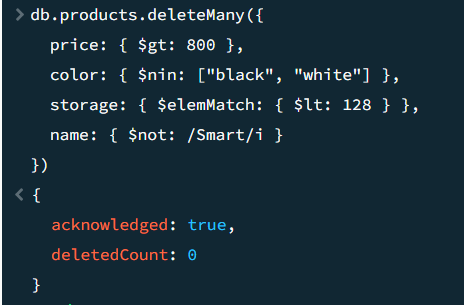 > db.products.deleteMany({
price: { $gt: 800 },
color: { $nin: ["black", "white"] },
storage: { $elemMatch: { $lt: 128 } },
name: { $not: /Smart/i }
})
< {
acknowledged: true,
deletedCount: 0
}